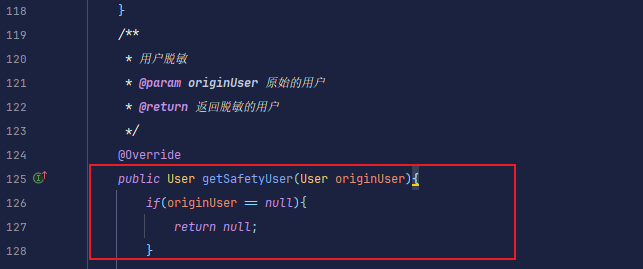 118 }
119 /**
120 * 用户脱敏
121 * @param originUser 原始的用户
122 * @return 返回脱敏的用户
123 */
124 @Override
125 public User getSafetyUser(User originUser){
126 if(originUser == null){
127 return null;
128 }